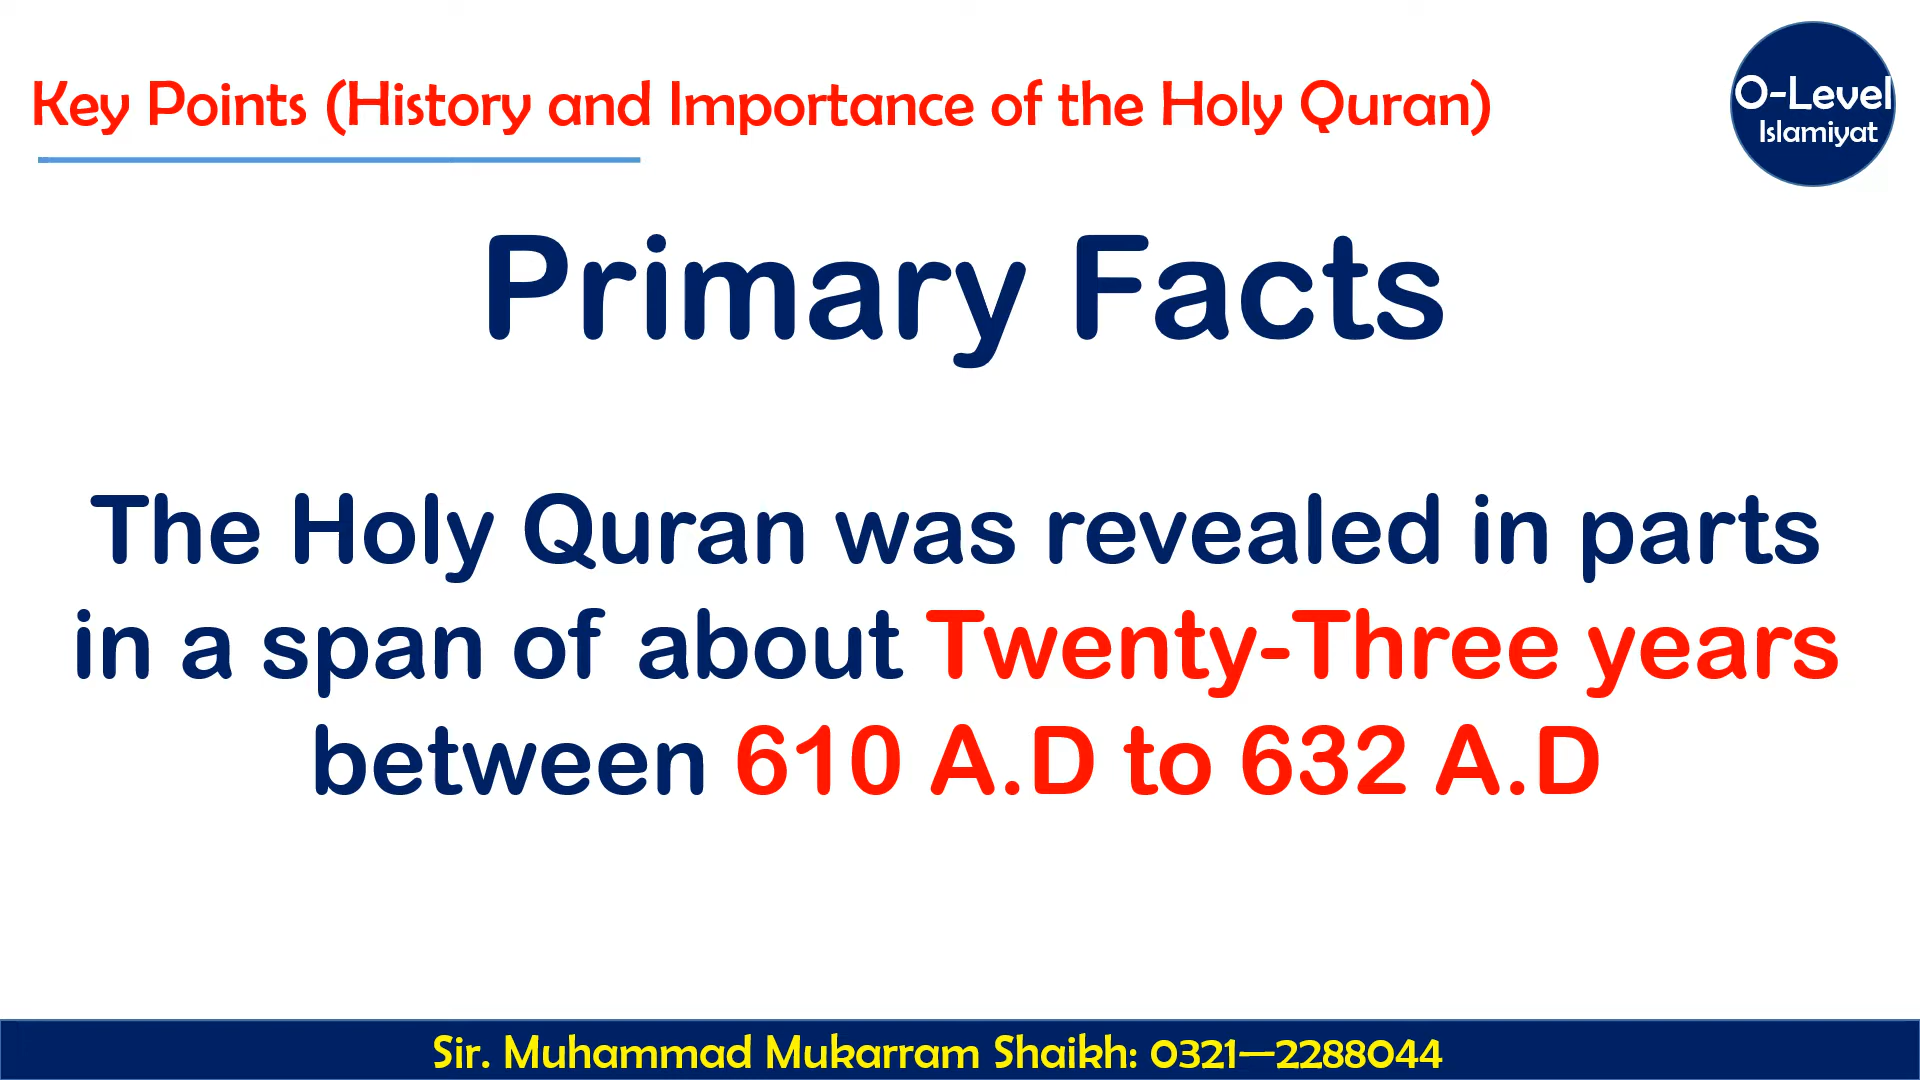 Key Points (History and Importance of the Holy Quran)
O-Level
Islamiyat
Primary Facts
The Holy Quran was revealed in parts
in a span of about Twenty-Three years
between 610 A.D to 632 A.D
Sir. Muhammad Mukarram Shaikh: 0321—2288044